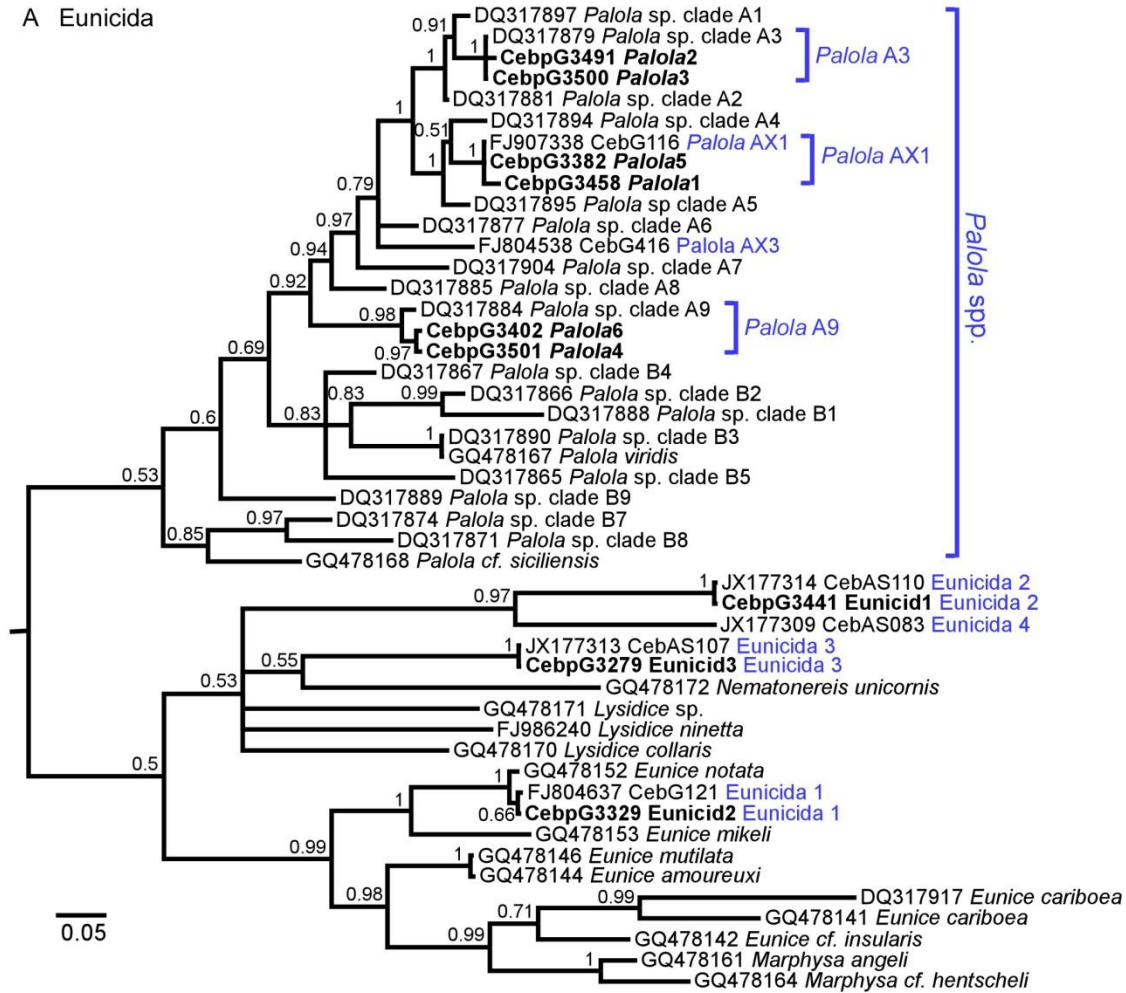 A Eunicida
0.91
DQ317897 Palola sp. clade A1
DQ317879 Palola sp. clade A3
1
CebpG3491 Palola2
Palola A3
1
CebpG3500 Palola3
DQ317881 Palola sp. clade A2
1
DQ317894 Palola sp. clade A4
0.51
FJ907338 CebG116 Palola AX1
1
CebpG3382 Palola5
Palola AX1
1
CebpG3458 Palola1
0.79
DQ317895 Palola sp. clade A5
0.97
DQ317877 Palola sp. clade A6
0.94
FJ804538 CebG416 Palola AX3
DQ317904 Palola sp. clade A7
0.92
DQ317885 Palola sp. clade A8
DQ317884 Palola sp. clade A9
0.98
CebpG3402 Palola6
Palola A9
0.97
CebpG3501 Palola4
Palola spp.
0.69
DQ317867 Palola sp. clade B4
0.83
0.99
DQ317866 Palola sp. clade B2
0.83
DQ317888 Palola sp. clade B1
0.6
1
DQ317890 Palola sp. clade B3
GQ478167 Palola viridis
DQ317865 Palola sp. clade B5
0.53
DQ317889 Palola sp. clade B9
0.97
DQ317874 Palola sp. clade B7
0.85
DQ317871 Palola sp. clade B8
GQ478168 Palola cf. siciliensis
1
JX177314 CebAS110 Eunicida 2
0.97
CebpG3441 Eunicid1 Eunicida 2
JX177309 CebAS083 Eunicida 4
1
JX177313 CebAS107 Eunicida 3
0.55
CebpG3279 Eunicid3 Eunicida 3
0.53
GQ478172 Nematonereis unicornis
GQ478171 Lysidice sp.
FJ986240 Lysidice ninetta
GQ478170 Lysidice collaris
0.5
1
GQ478152 Eunice notata
FJ804637 CebG121 Eunicida 1
1
0.66
CebpG3329 Eunicid2 Eunicida 1
GQ478153 Eunice mikeli
0.99
1
GQ478146 Eunice mutilata
GQ478144 Eunice amoureuxi
0.98
0.99
DQ317917 Eunice cariboea
0.71
GQ478141 Eunice cariboea
0.99
GQ478142 Eunice cf. insularis
1
GQ478161 Marphysa angeli
GQ478164 Marphysa cf. hentscheli
0.05